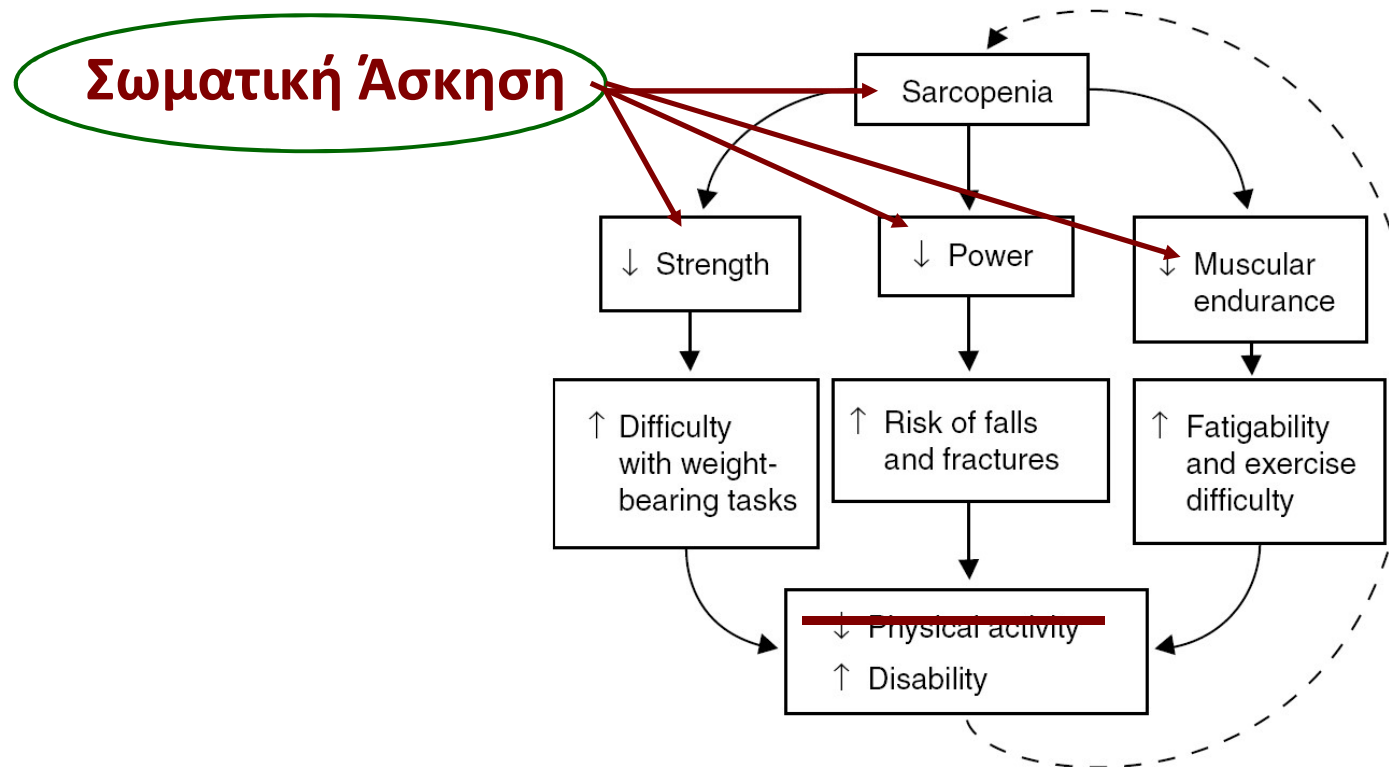 Σωματική Άσκηση
Sarcopenia
↓ Strength
↓ Power
↓ Muscular
endurance
↑ Difficulty
with weight-
bearing tasks
↑ Risk of falls
and fractures
↑ Fatigability
and exercise
difficulty
↓ Physical activity
↑ Disability